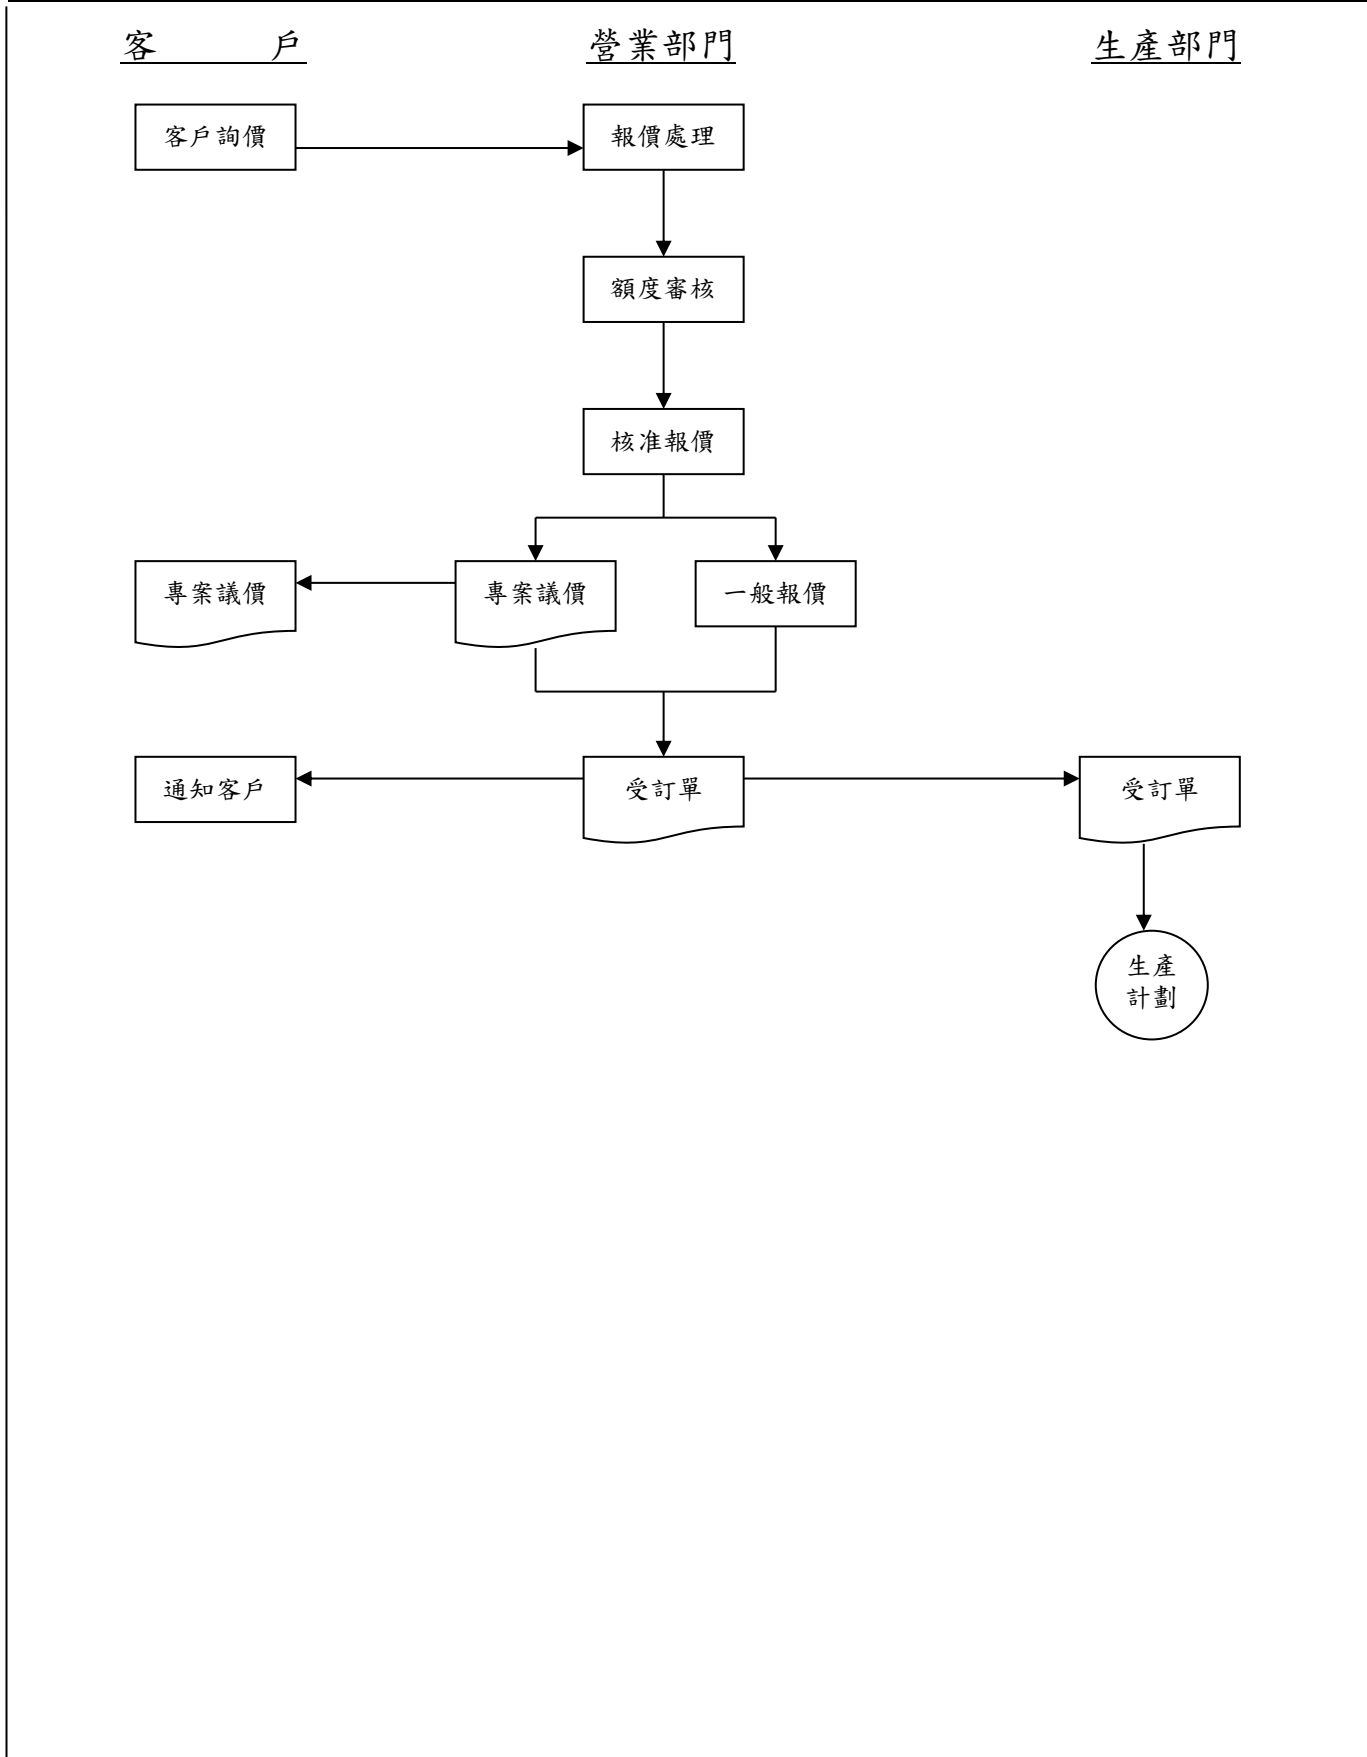 客 戶 營業部門 生產部門
客戶詢價 報價處理
額度審核
核准報價
專案議價 專案議價 一般報價
通知客戶 受訂單 受訂單
生產
計劃